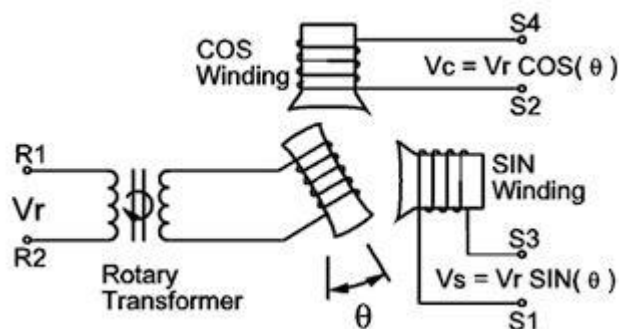 S4
COS
Winding
Vc = Vr COS( θ )
S2
R1
Vr
R2
SIN
Winding
S3
Rotary
Transformer
θ
Vs = Vr SIN( θ )
S1